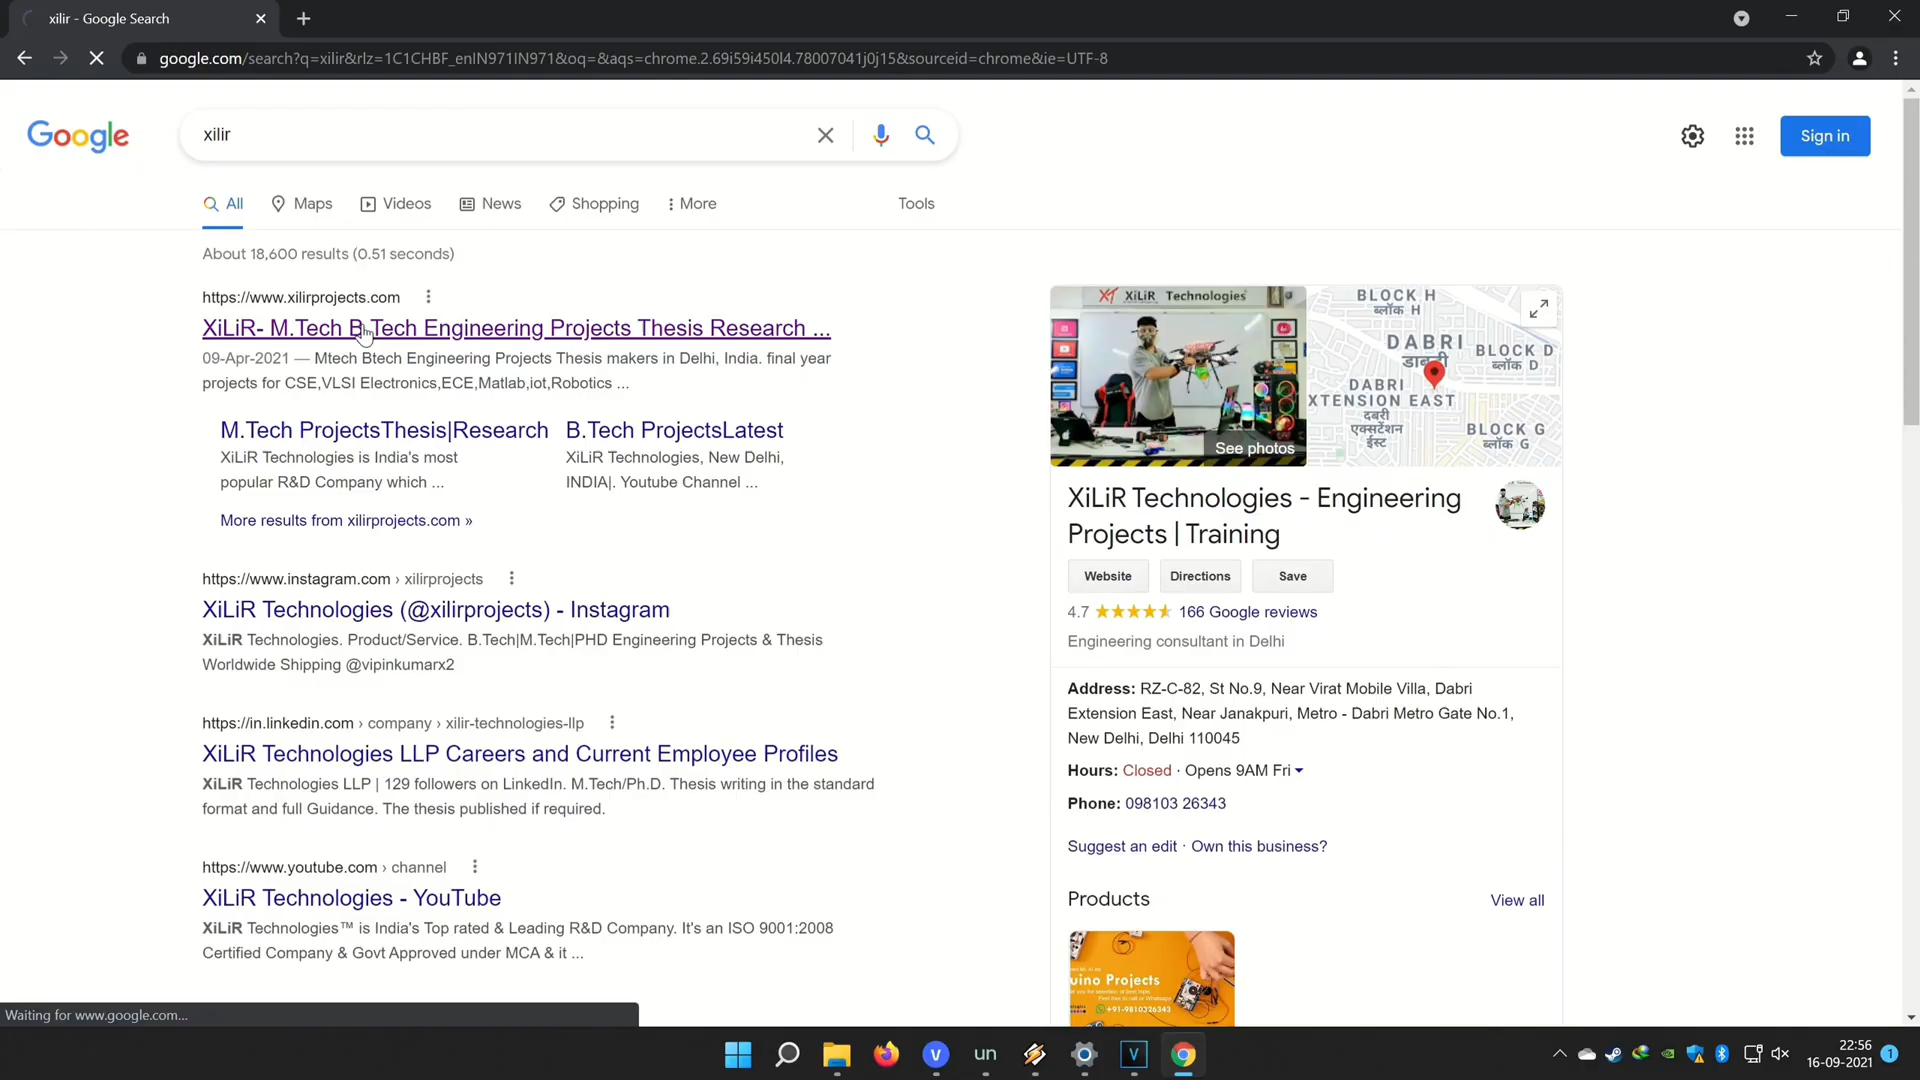 xilir - Google Search
google.com/search?q=xilir&rlz=1C1CHBF_enIN971IN971&oq=&aqs=chrome.2.69i59i450l4.78007041j0j15&sourceid=chrome&ie=UTF-8
Google
xilir
Sign in
All
Maps
Videos
News
Shopping
More
Tools
About 18,600 results (0.51 seconds)
https://www.xilirprojects.com
XiLiR- M.Tech B.Tech Engineering Projects Thesis Research ...
09-Apr-2021 — Mtech Btech Engineering Projects Thesis makers in Delhi, India. final year
projects for CSE,VLSI Electronics,ECE,Matlab,iot,Robotics ...
M.Tech ProjectsThesis|Research
XiLiR Technologies is India's most
popular R&D Company which ...
B.Tech ProjectsLatest
XiLiR Technologies, New Delhi,
INDIA|. Youtube Channel ...
More results from xilirprojects.com »
https://www.instagram.com › xilirprojects
XiLiR Technologies (@xilirprojects) - Instagram
XiLiR Technologies. Product/Service. B.Tech|M.Tech|PHD Engineering Projects & Thesis
Worldwide Shipping @vipinkumarx2
https://in.linkedin.com › company › xilir-technologies-llp
XiLiR Technologies LLP Careers and Current Employee Profiles
XiLiR Technologies LLP | 129 followers on LinkedIn. M.Tech/Ph.D. Thesis writing in the standard
format and full Guidance. The thesis published if required.
https://www.youtube.com › channel
XiLiR Technologies - YouTube
XiLiR Technologies™ is India's Top rated & Leading R&D Company. It's an ISO 9001:2008
Certified Company & Govt Approved under MCA & it ...
XT XiLiR Technologies
See photos
BLOCK H
ब्लॉक H
DABRI
डाबड़ी
BLOCK D
ब्लॉक D
DABRI
XTENSION EAST
दबरी
एक्सटेंशन
ईस्ट
BLOCK G
ब्लॉक G
XiLiR Technologies - Engineering
Projects | Training
Website
Directions
Save
4.7
166 Google reviews
Engineering consultant in Delhi
Address: RZ-C-82, St No.9, Near Virat Mobile Villa, Dabri
Extension East, Near Janakpuri, Metro - Dabri Metro Gate No.1,
New Delhi, Delhi 110045
Hours: Closed · Opens 9AM Fri
Phone: 098103 26343
Suggest an edit · Own this business?
Products
View all
uino Projects
+91-9810326343
Waiting for www.google.com...
V
un
V
22:56
16-09-2021
1